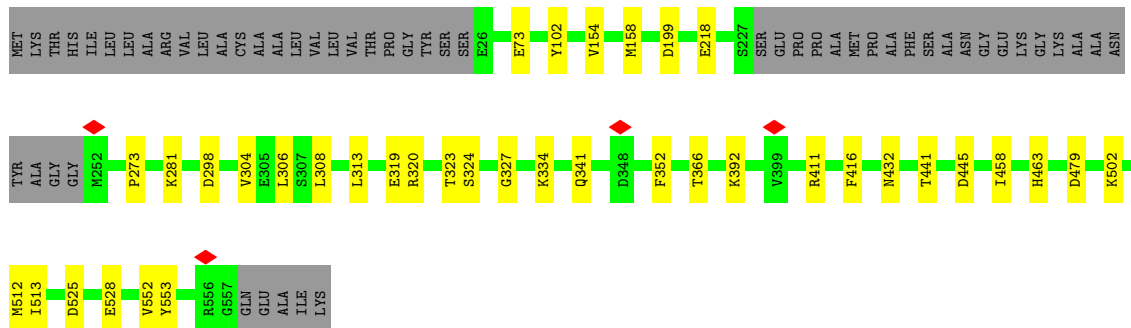 MET LYS THR HIS ILE LEU LEU ALA ARG VAL LEU ALA CYS ALA ALA LEU VAL LEU VAL THR PRO GLY TYR SER SER E26 E73 Y102 V154 M158 D199 E218 S227 SER GLU PRO PRO ALA MET PRO ALA PHE SER ALA ASN GLY GLU LYS GLY LYS ALA ALA ASN
TYR ALA GLY GLY M252 P273 K281 D298 V304 E305 L306 S307 L308 L313 E319 R320 T323 S324 G327 K334 Q341 D348 F352 T366 K392 V399 R411 F416 N432 T441 D445 I458 H463 D479 K502
M512 I513 D525 E528 V552 Y553 R556 G557 GLN GLU ALA ILE LYS